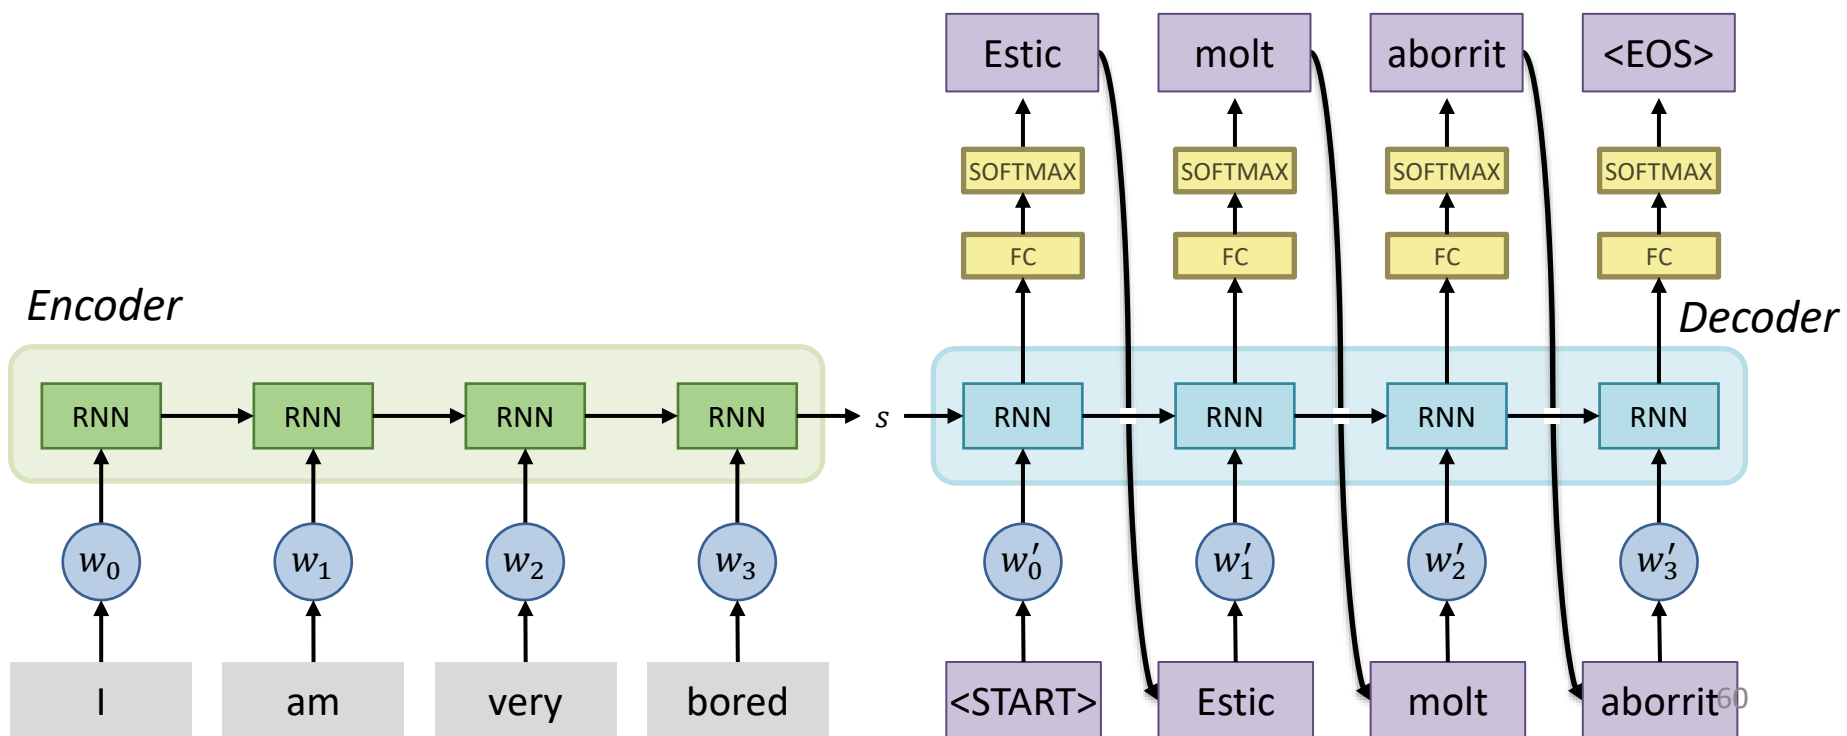 Estic molt aborrit <EOS>
SOFTMAX SOFTMAX SOFTMAX SOFTMAX
FC FC FC FC
Encoder
Decoder
RNN RNN RNN RNN s RNN RNN RNN RNN
w₀ w₁ w₂ w₃ w′₀ w′₁ w′₂ w′₃
I am very bored <START> Estic molt aborrit
60